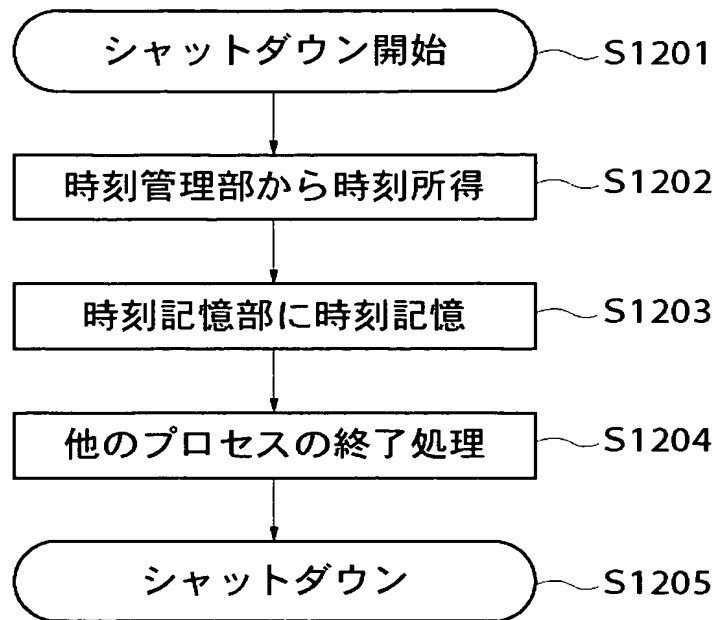 シャットダウン開始 S1201
時刻管理部から時刻所得 S1202
時刻記憶部に時刻記憶 S1203
他のプロセスの終了処理 S1204
シャットダウン S1205